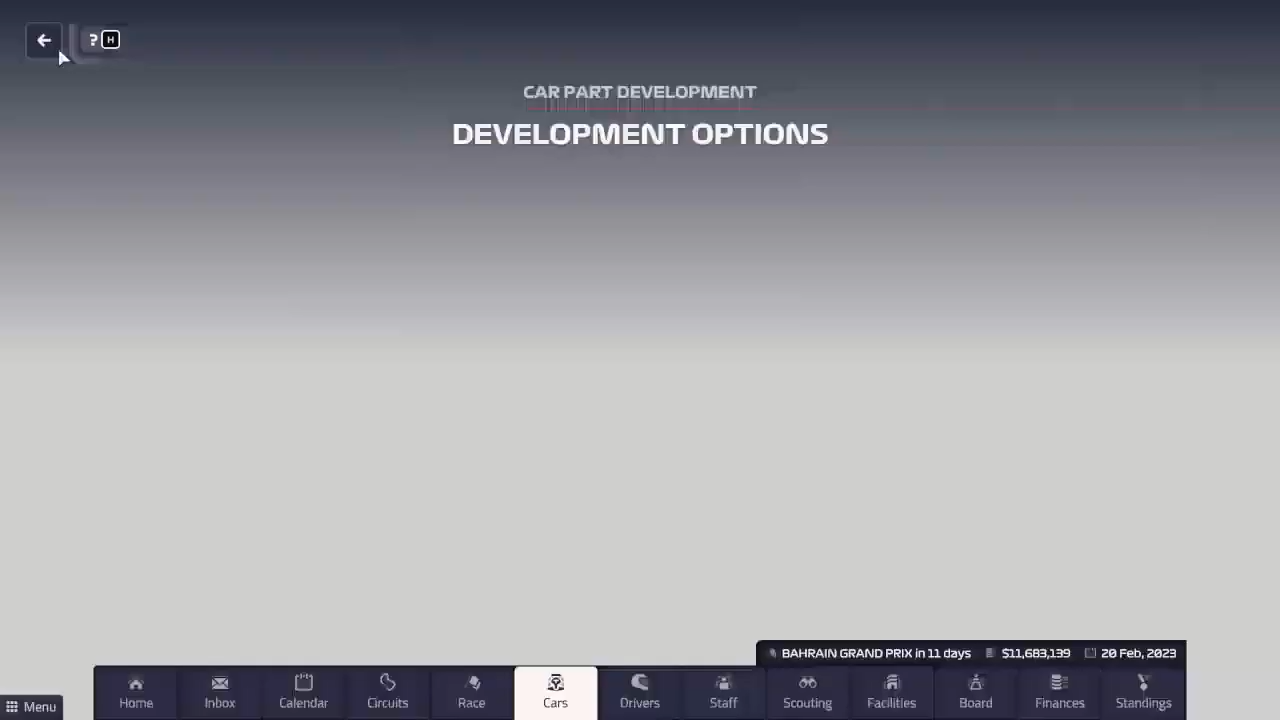 ? H
CAR PART DEVELOPMENT
DEVELOPMENT OPTIONS
BAHRAIN GRAND PRIX in 11 days $11,683,139 20 Feb, 2023
Menu Home Inbox Calendar Circuits Race Cars Drivers Staff Scouting Facilities Board Finances Standings